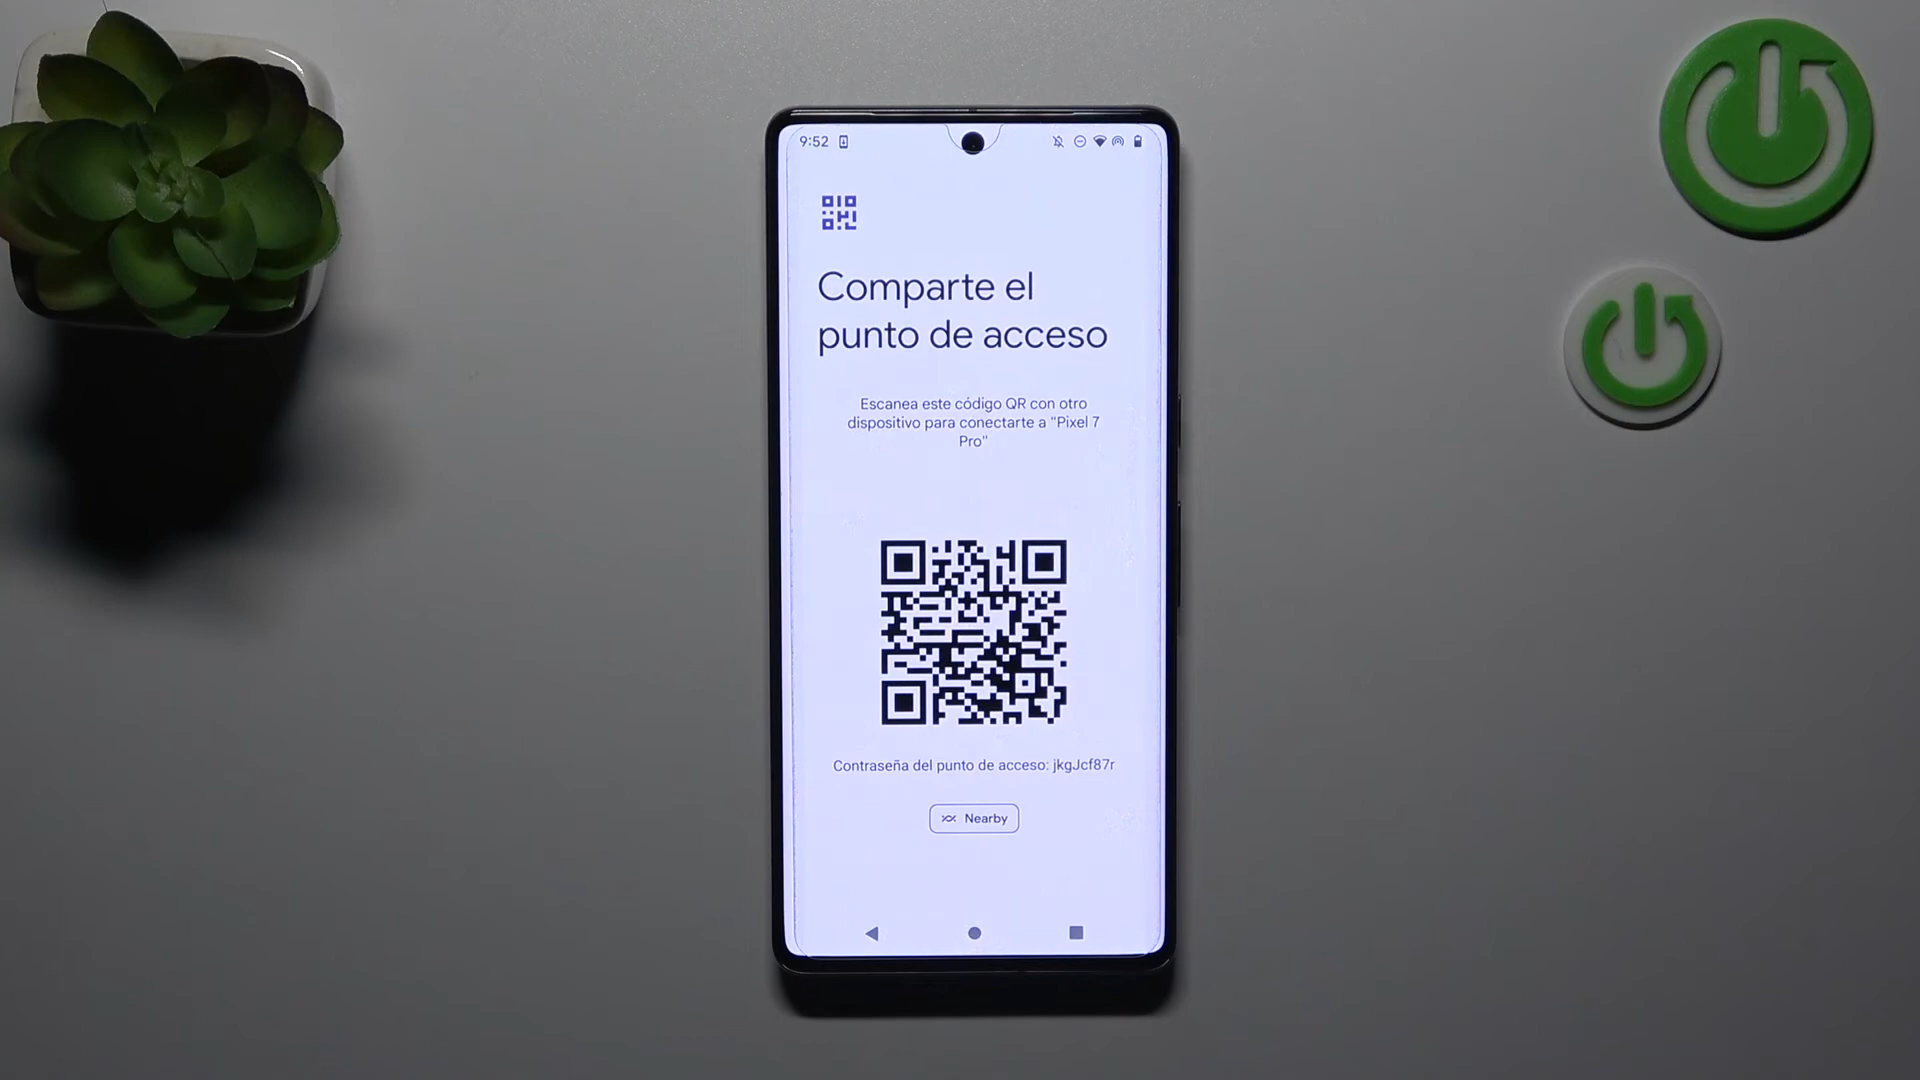 9:52
Comparte el
punto de acceso
Escanea este código QR con otro
dispositivo para conectarte a "Pixel 7
Pro"
Contraseña del punto de acceso: jkgJcf87r
Nearby